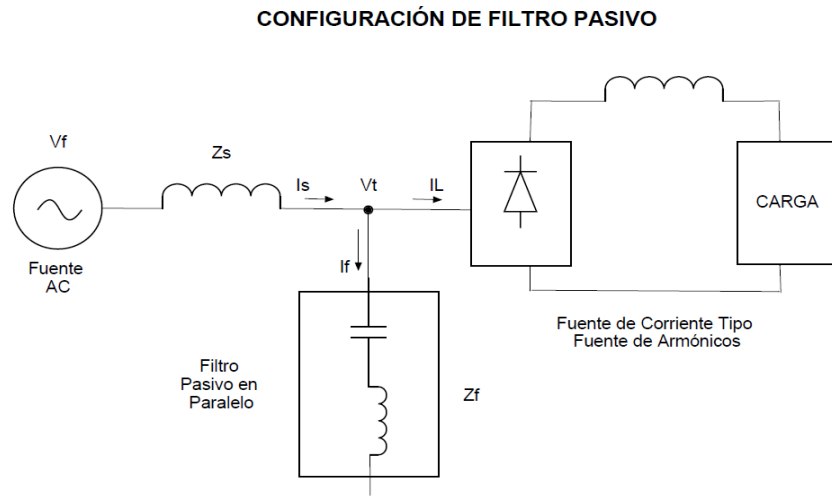 CONFIGURACIÓN DE FILTRO PASIVO
Vf
Zs
Is
Vt
IL
CARGA
Fuente
AC
If
Fuente de Corriente Tipo
Fuente de Armónicos
Filtro
Pasivo en
Paralelo
Zf